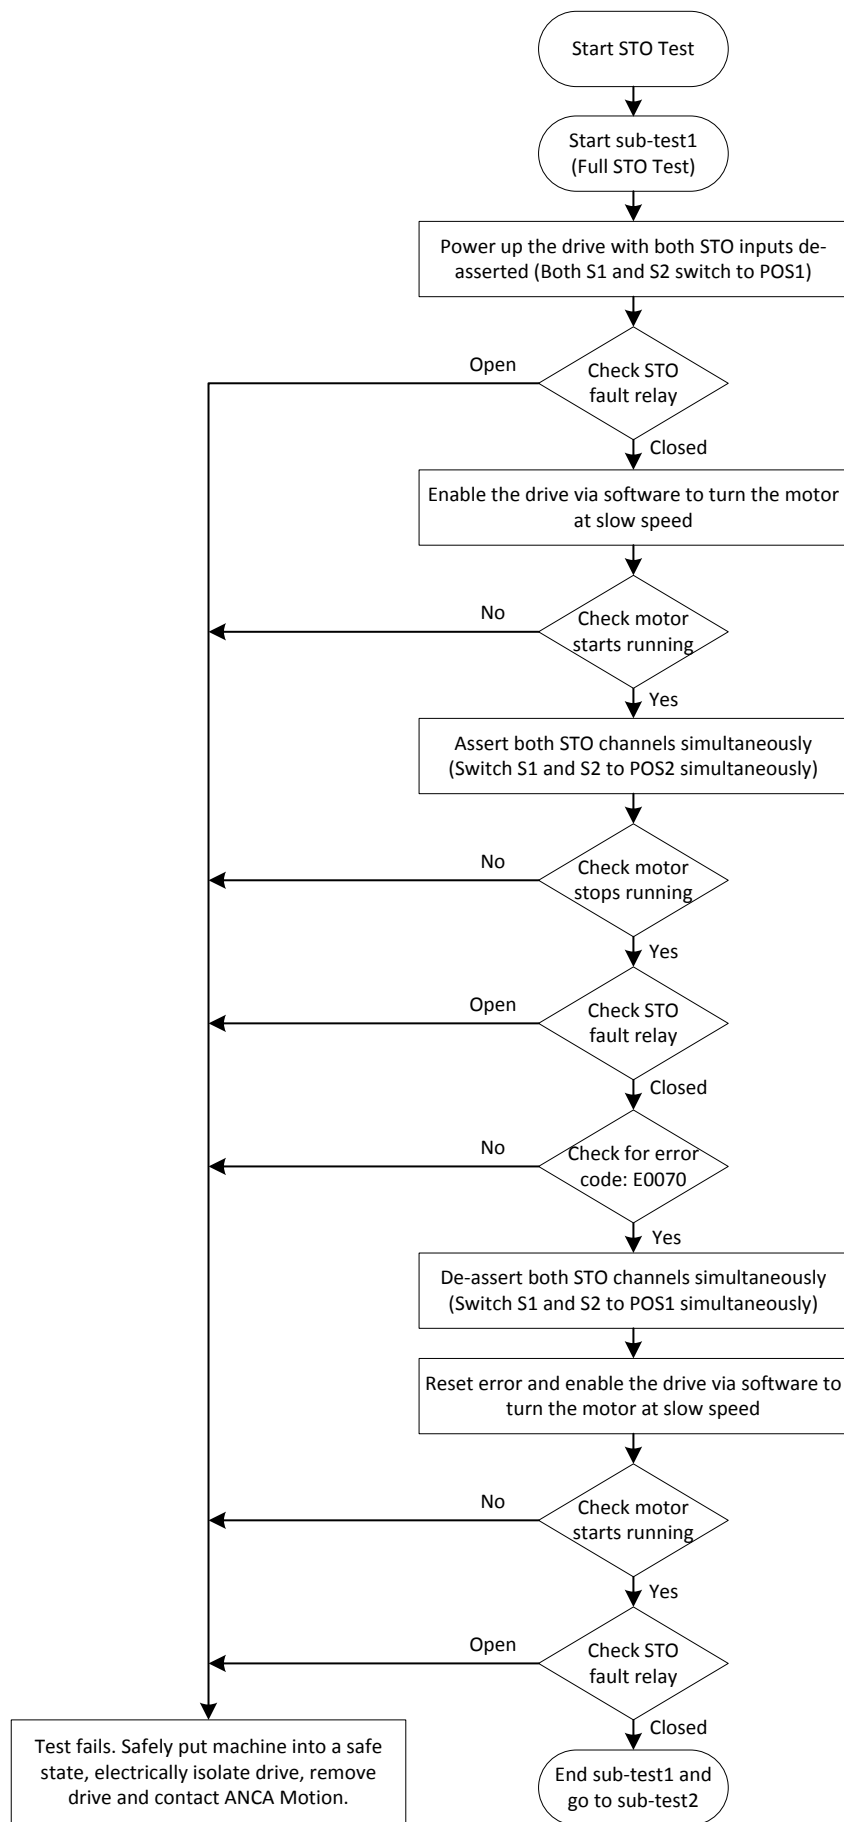 Start STO Test
Start sub-test1
(Full STO Test)
Power up the drive with both STO inputs de-
asserted (Both S1 and S2 switch to POS1)
Open
Check STO
fault relay
Closed
Enable the drive via software to turn the motor
at slow speed
No
Check motor
starts running
Yes
Assert both STO channels simultaneously
(Switch S1 and S2 to POS2 simultaneously)
No
Check motor
stops running
Yes
Open
Check STO
fault relay
Closed
No
Check for error
code: E0070
Yes
De-assert both STO channels simultaneously
(Switch S1 and S2 to POS1 simultaneously)
Reset error and enable the drive via software to
turn the motor at slow speed
No
Check motor
starts running
Yes
Open
Check STO
fault relay
Closed
Test fails. Safely put machine into a safe
state, electrically isolate drive, remove
drive and contact ANCA Motion.
End sub-test1 and
go to sub-test2